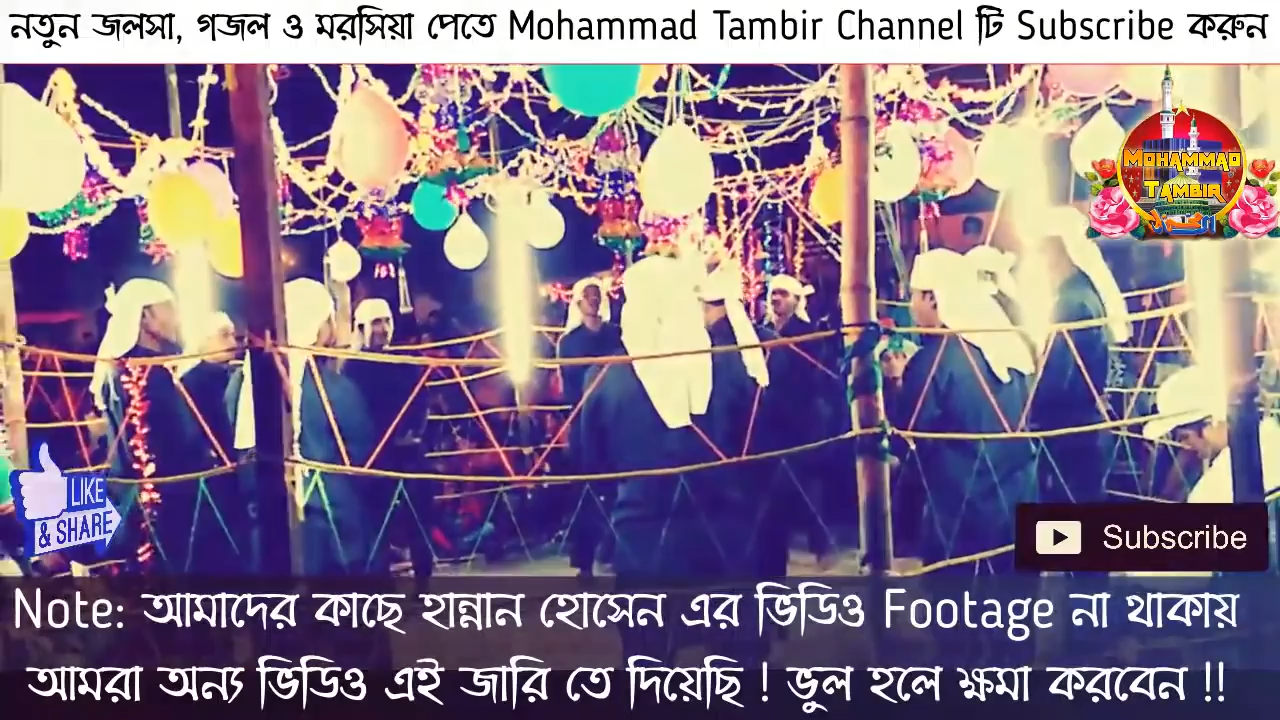 নতুন জলসা, গজল ও মরসিয়া পেতে Mohammad Tambir Channel টি Subscribe করুন
MOHAMMAD
TAMBIR
LIKE
& SHARE
Subscribe
Note: আমাদের কাছে হান্নান হোসেন এর ভিডিও Footage না থাকায়
আমরা অন্য ভিডিও এই জারি তে দিয়েছি ! ভুল হলে ক্ষমা করবেন !!